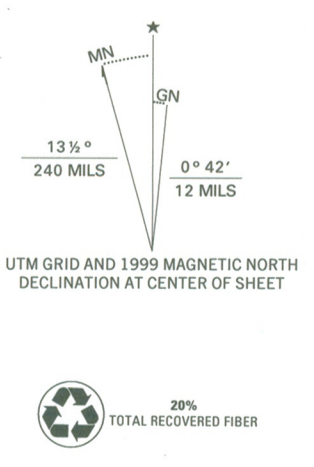 MN
GN
13 ½ °
240 MILS
0° 42′
12 MILS
UTM GRID AND 1999 MAGNETIC NORTH
DECLINATION AT CENTER OF SHEET
20%
TOTAL RECOVERED FIBER